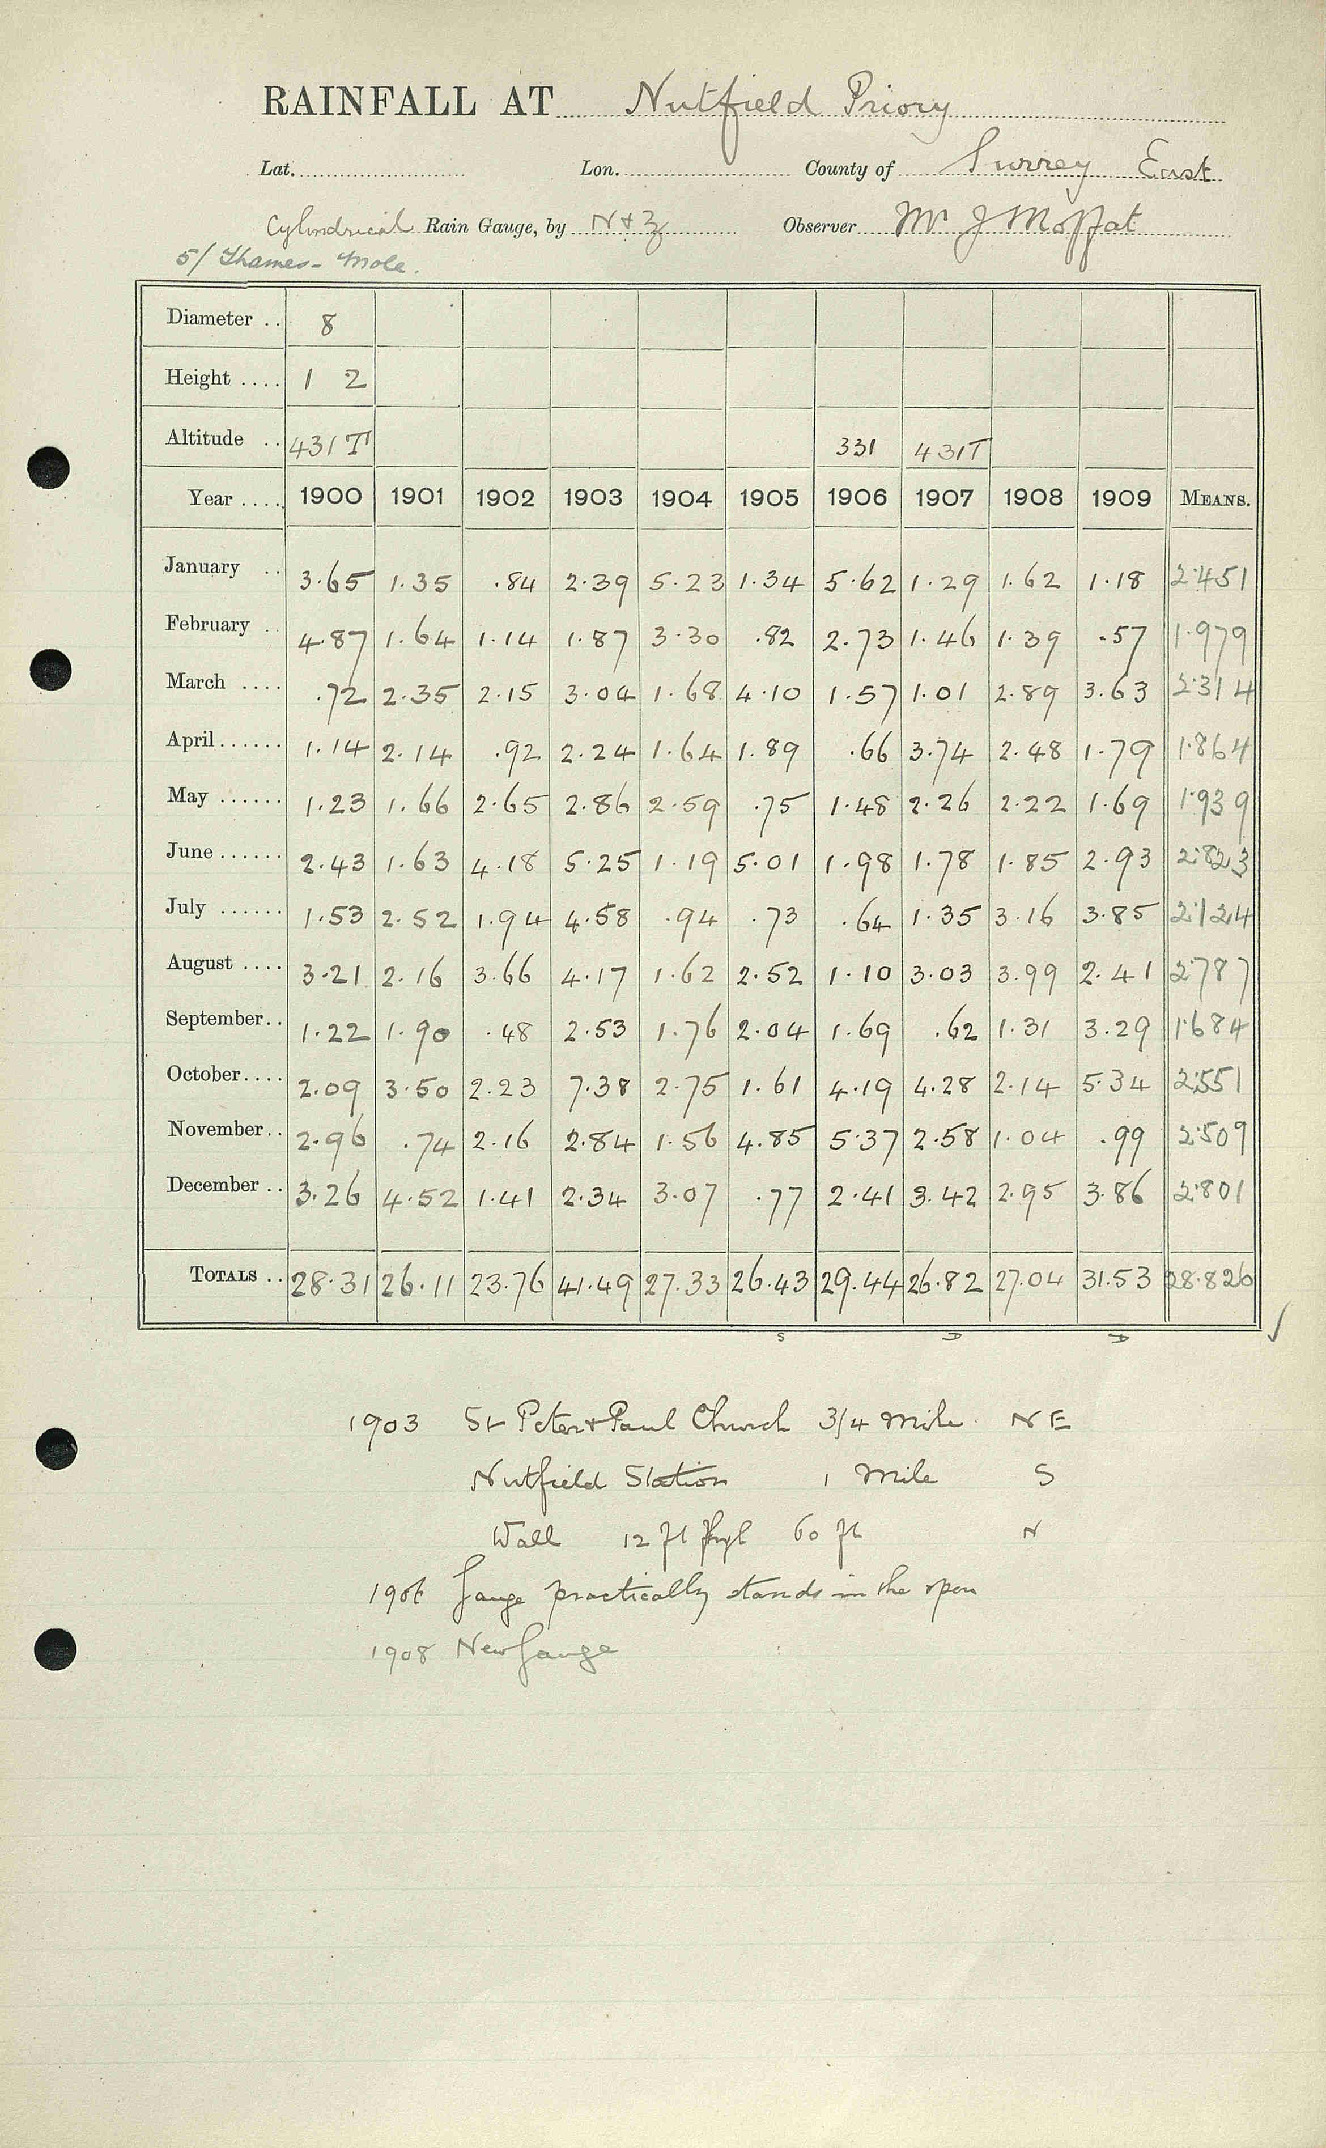 RAINFALL AT Nutfield Priory
Lat. Lon. County of Surrey East
Cylindrical Rain Gauge, by N & Z Observer Mr J Moffat
5/ Thames - Mole.
Diameter .. 8
Height .... 1 2
Altitude .. 431 T 331 431T
Year .... 1900 1901 1902 1903 1904 1905 1906 1907 1908 1909 MEANS.
January .. 3.65 1.35 .84 2.39 5.23 1.34 5.62 1.29 1.62 1.18 2.451
February .. 4.87 1.64 1.14 1.87 3.30 .82 2.73 1.46 1.39 .57 1.979
March .... .72 2.35 2.15 3.04 1.68 4.10 1.57 1.01 2.89 3.63 2.314
April...... 1.14 2.14 .92 2.24 1.64 1.89 .66 3.74 2.48 1.79 1.864
May ...... 1.23 1.66 2.65 2.86 2.59 .75 1.48 2.26 2.22 1.69 1.939
June ...... 2.43 1.63 4.18 5.25 1.19 5.01 1.98 1.78 1.85 2.93 2.823
July ...... 1.53 2.52 1.94 4.58 .94 .73 .64 1.35 3.16 3.85 2.124
August .... 3.21 2.16 3.66 4.17 1.62 2.52 1.10 3.03 3.99 2.41 2.787
September.. 1.22 1.90 .48 2.53 1.76 2.04 1.69 .62 1.31 3.29 1.684
October.... 2.09 3.50 2.23 7.38 2.75 1.61 4.19 4.28 2.14 5.34 2.551
November.. 2.96 .74 2.16 2.84 1.56 4.85 5.37 2.58 1.04 .99 2.509
December .. 3.26 4.52 1.41 2.34 3.07 .77 2.41 3.42 2.95 3.86 2.801
TOTALS .. 28.31 26.11 23.76 41.49 27.33 26.43 29.44 26.82 27.04 31.53 28.826
S D D
1903 St Peter & Paul Church 3/4 Mile N E
Nutfield Station 1 Mile S
Wall 12 ft high 60 ft N
1906 Gauge practically stands in the open
1908 New Gauge